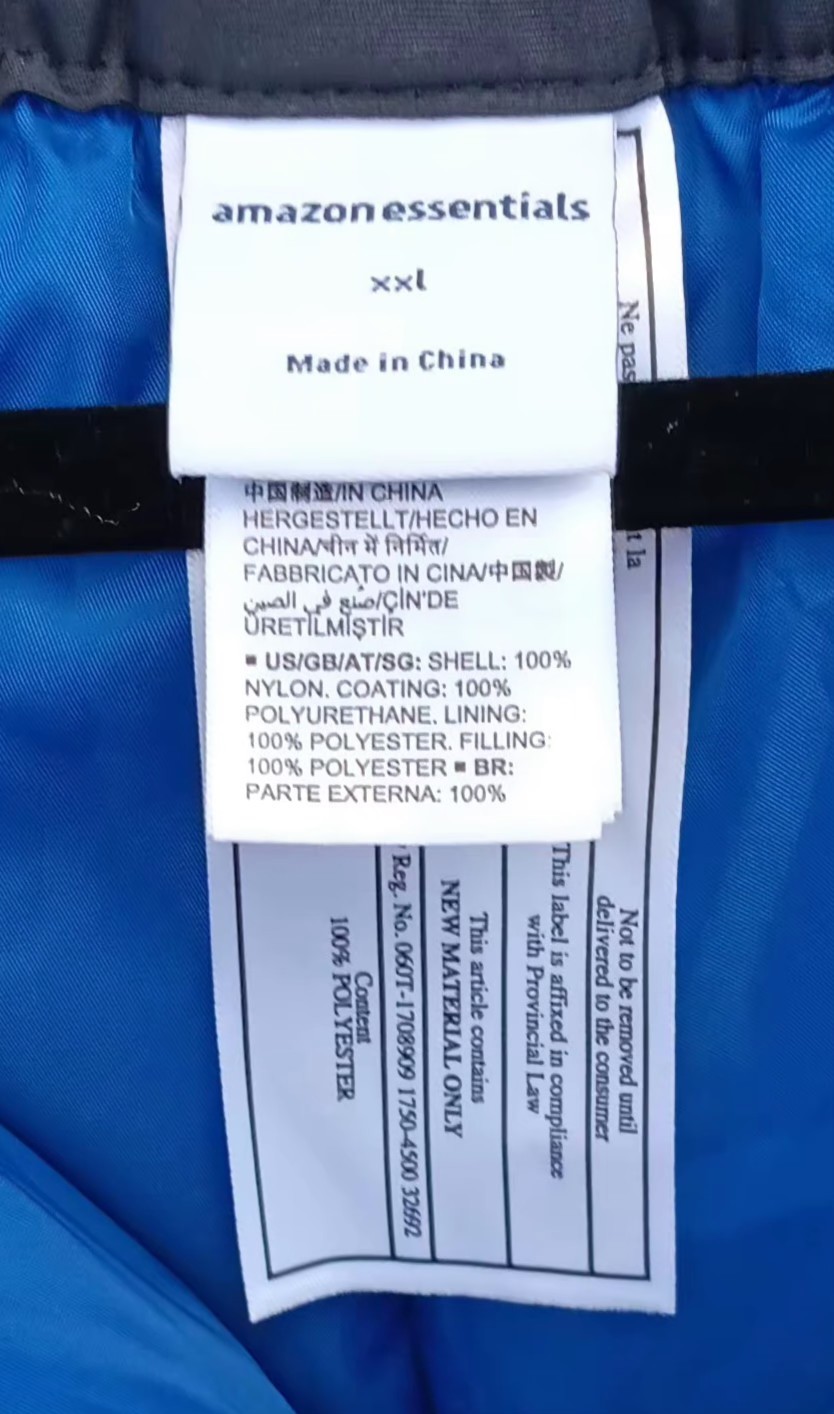 amazon essentials
xxl
Made in China
中国制造/IN CHINA
HERGESTELLT/HECHO EN
CHINA/चीन में निर्मित/
FABBRICATO IN CINA/中国製/
صُنع في الصين/ÇİN'DE
ÜRETİLMİŞTİR
▪ US/GB/AT/SG: SHELL: 100%
NYLON. COATING: 100%
POLYURETHANE. LINING:
100% POLYESTER. FILLING:
100% POLYESTER ▪ BR:
PARTE EXTERNA: 100%
Ne pas
t la
Not to be removed until
delivered to the consumer
This label is affixed in compliance
with Provincial Law
This article contains
NEW MATERIAL ONLY
Reg. No. 060T-1708909 1750-4500 32692
Content
100% POLYESTER